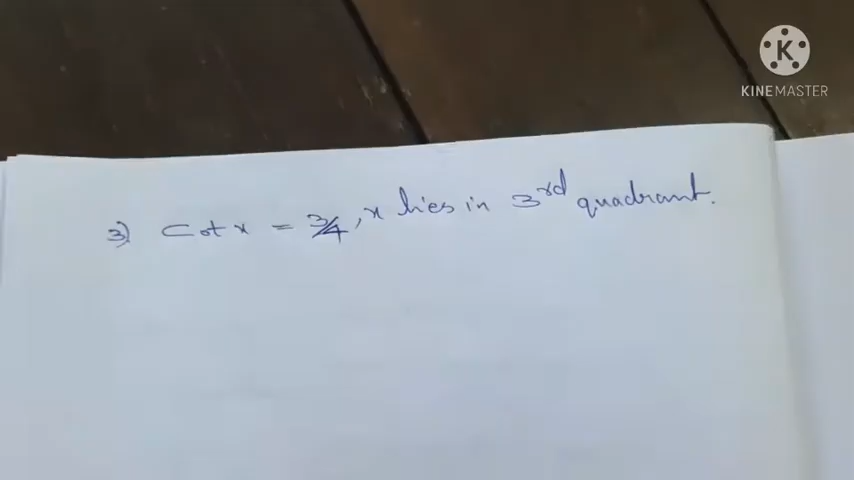 K
KINEMASTER
3) Cot x = 3/4, x lies in 3rd quadrant.